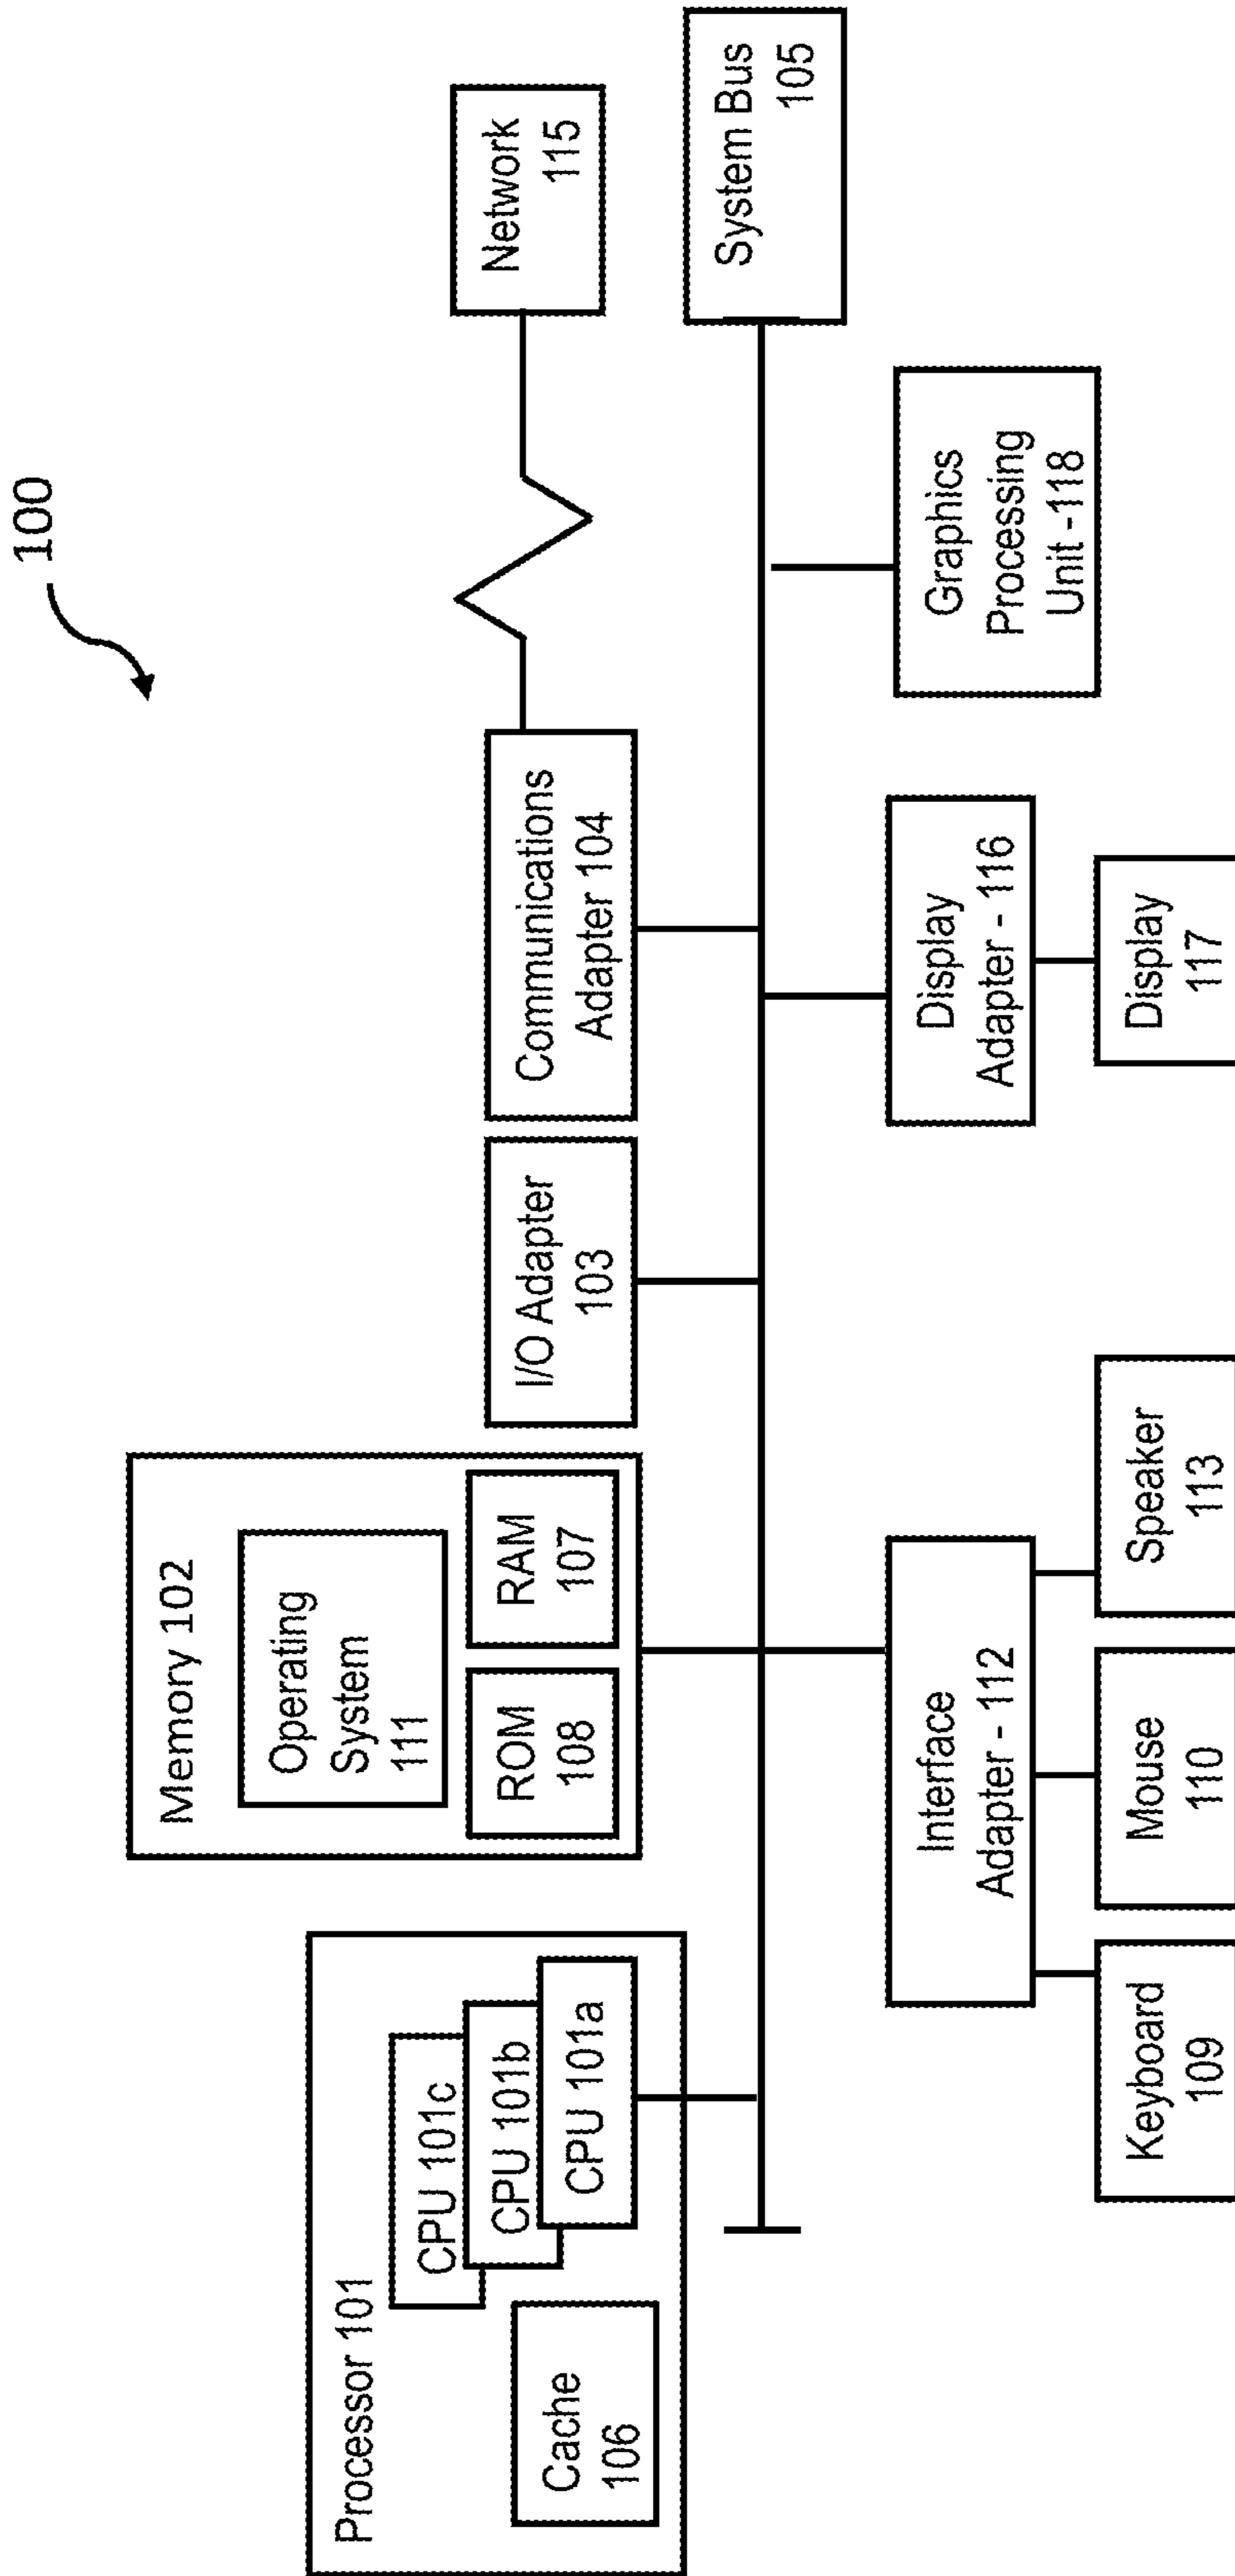 100
Processor 101
CPU 101c
CPU 101b
CPU 101a
Cache
106
Memory 102
Operating
System
111
ROM
108
RAM
107
I/O Adapter
103
Communications
Adapter 104
Network
115
System Bus
105
Interface
Adapter - 112
Keyboard
109
Mouse
110
Speaker
113
Display
Adapter - 116
Display
117
Graphics
Processing
Unit -118